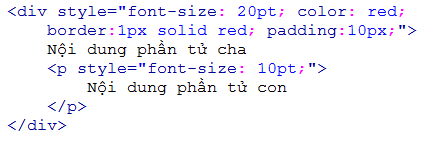 <div style="font-size: 20pt; color: red;
    border:1px solid red; padding:10px;">
    Nội dung phần tử cha
    <p style="font-size: 10pt;">
        Nội dung phần tử con
    </p>
</div>